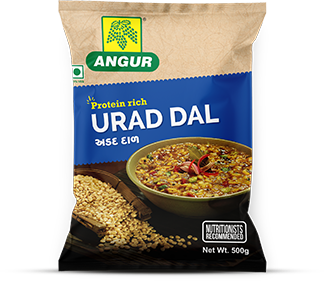 ANGUR
Protein rich
URAD DAL
અડદ દાળ
NUTRITIONISTS
RECOMMENDED
Net Wt. 500g